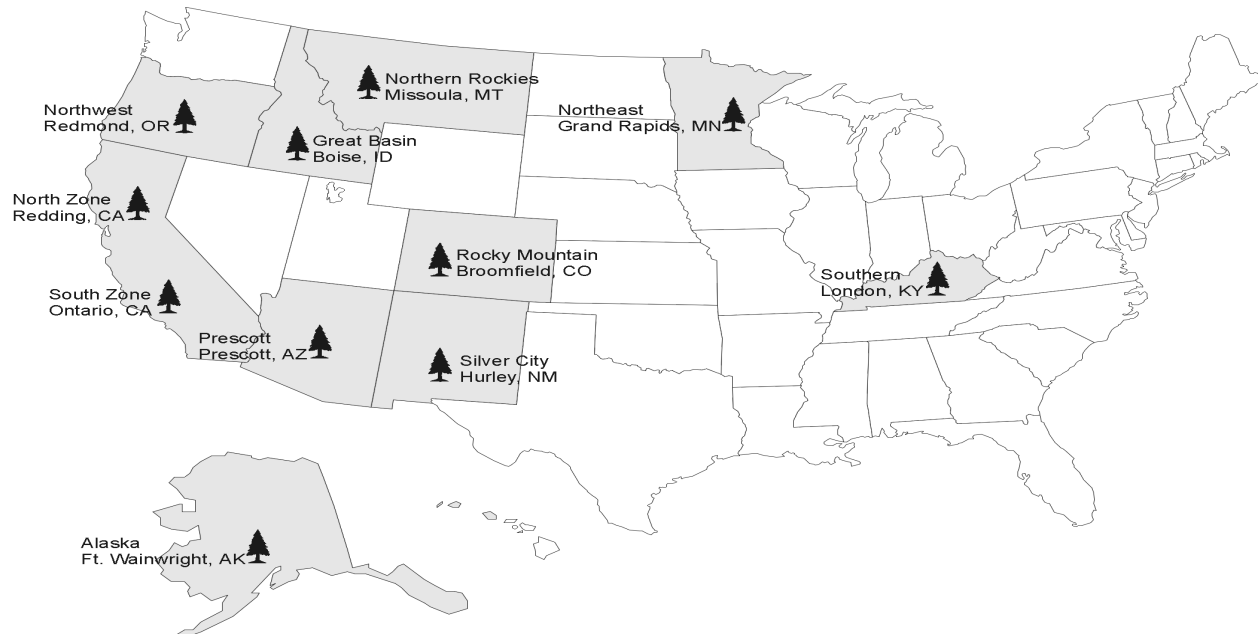 Northern Rockies
Missoula, MT
Northwest
Redmond, OR
Northeast
Grand Rapids, MN
Great Basin
Boise, ID
North Zone
Redding, CA
Rocky Mountain
Broomfield, CO
Southern
London, KY
South Zone
Ontario, CA
Prescott
Prescott, AZ
Silver City
Hurley, NM
Alaska
Ft. Wainwright, AK